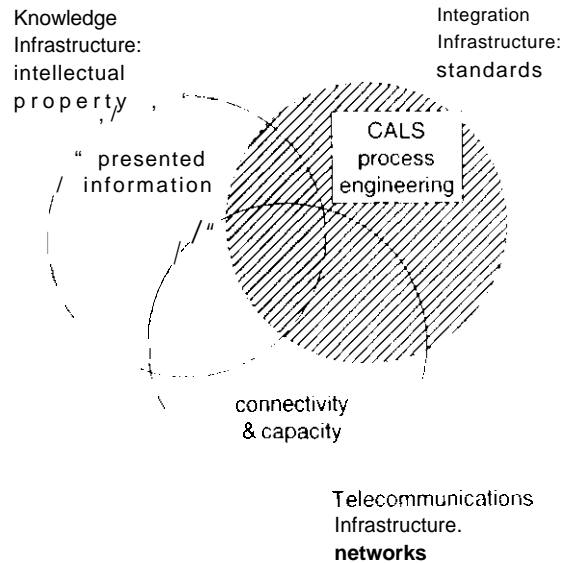 Knowledge
Infrastructure:
intellectual
property
Integration
Infrastructure:
standards
CALS
process
engineering
presented
information
connectivity
& capacity
Telecommunications
Infrastructure.
networks